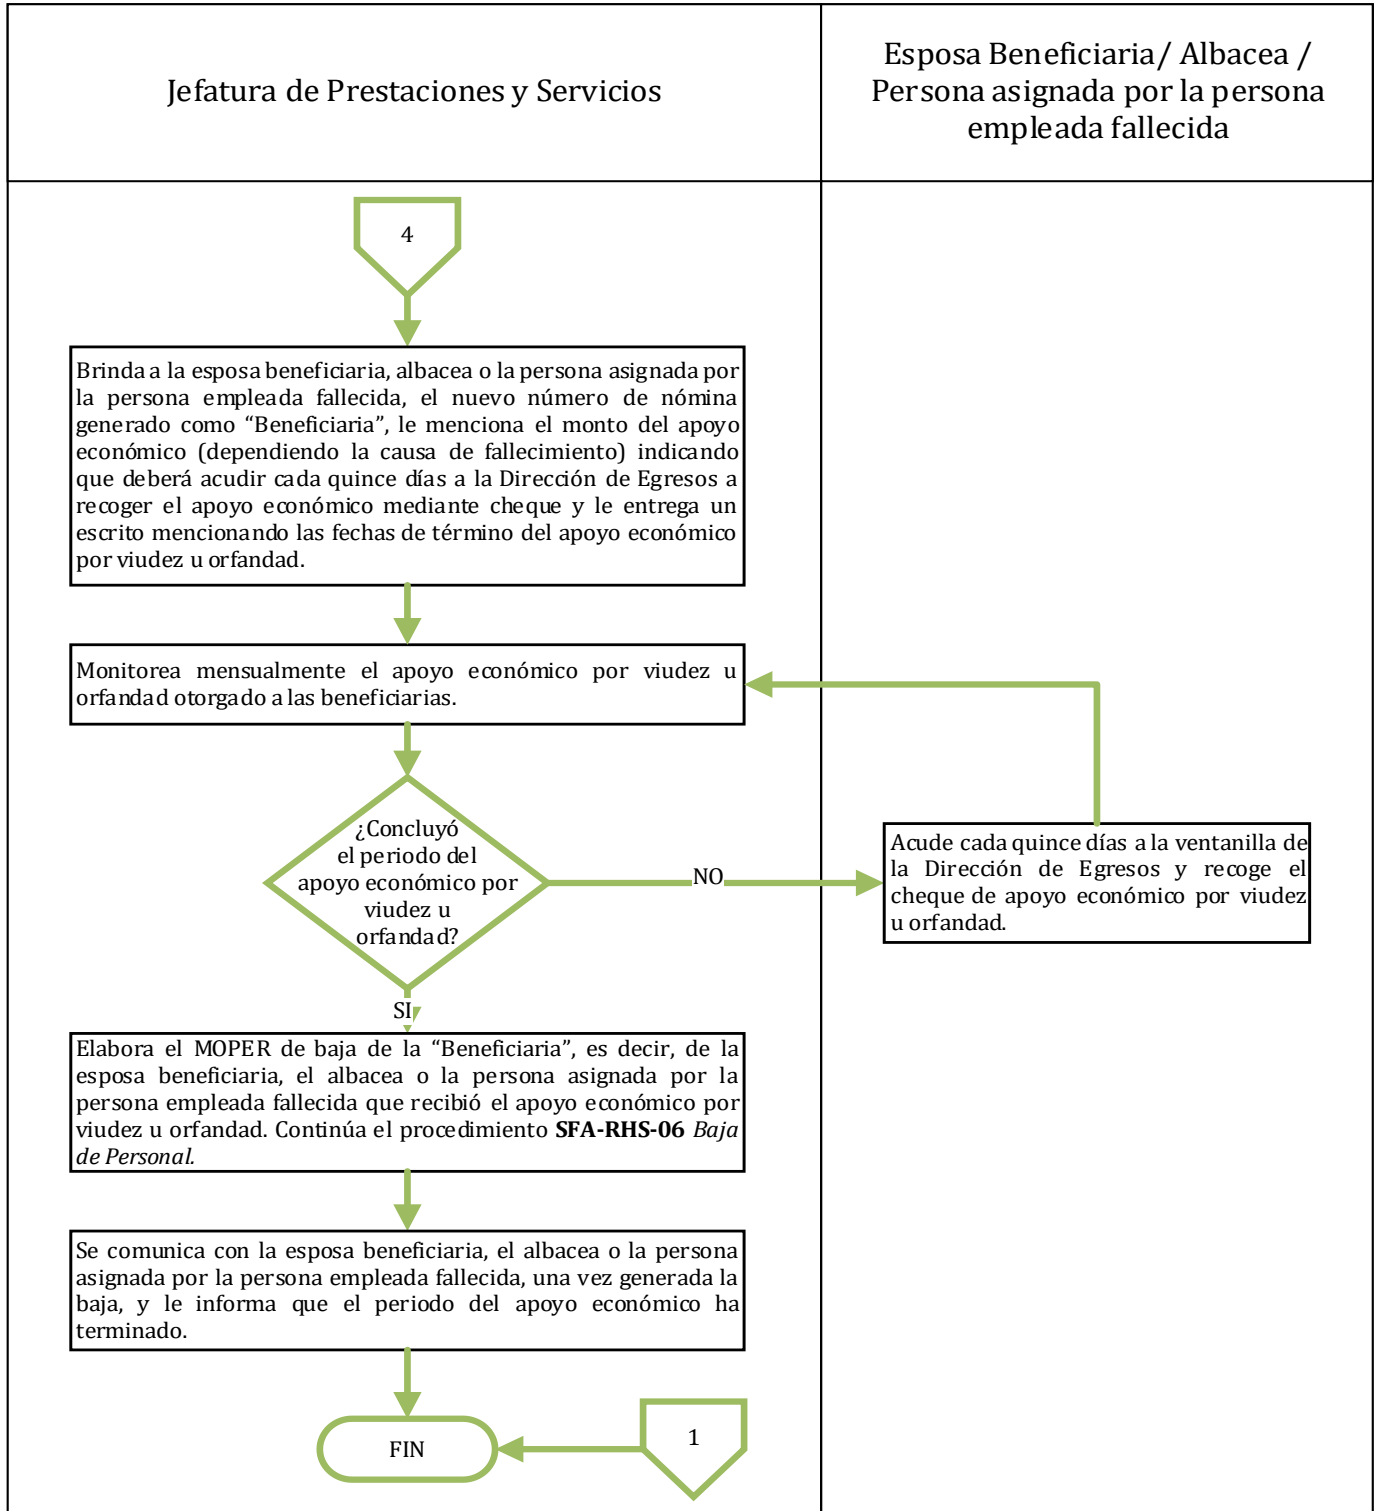 Jefatura de Prestaciones y Servicios
Esposa Beneficiaria/ Albacea /
Persona asignada por la persona
empleada fallecida
4
Brinda a la esposa beneficiaria, albacea o la persona asignada por
la persona empleada fallecida, el nuevo número de nómina
generado como “Beneficiaria”, le menciona el monto del apoyo
económico (dependiendo la causa de fallecimiento) indicando
que deberá acudir cada quince días a la Dirección de Egresos a
recoger el apoyo económico mediante cheque y le entrega un
escrito mencionando las fechas de término del apoyo económico
por viudez u orfandad.
Monitorea mensualmente el apoyo económico por viudez u
orfandad otorgado a las beneficiarias.
¿Concluyó
el periodo del
apoyo económico por
viudez u
orfandad?
NO
Acude cada quince días a la ventanilla de
la Dirección de Egresos y recoge el
cheque de apoyo económico por viudez
u orfandad.
SI
Elabora el MOPER de baja de la “Beneficiaria”, es decir, de la
esposa beneficiaria, el albacea o la persona asignada por la
persona empleada fallecida que recibió el apoyo económico por
viudez u orfandad. Continúa el procedimiento SFA-RHS-06 Baja
de Personal.
Se comunica con la esposa beneficiaria, el albacea o la persona
asignada por la persona empleada fallecida, una vez generada la
baja, y le informa que el periodo del apoyo económico ha
terminado.
FIN
1